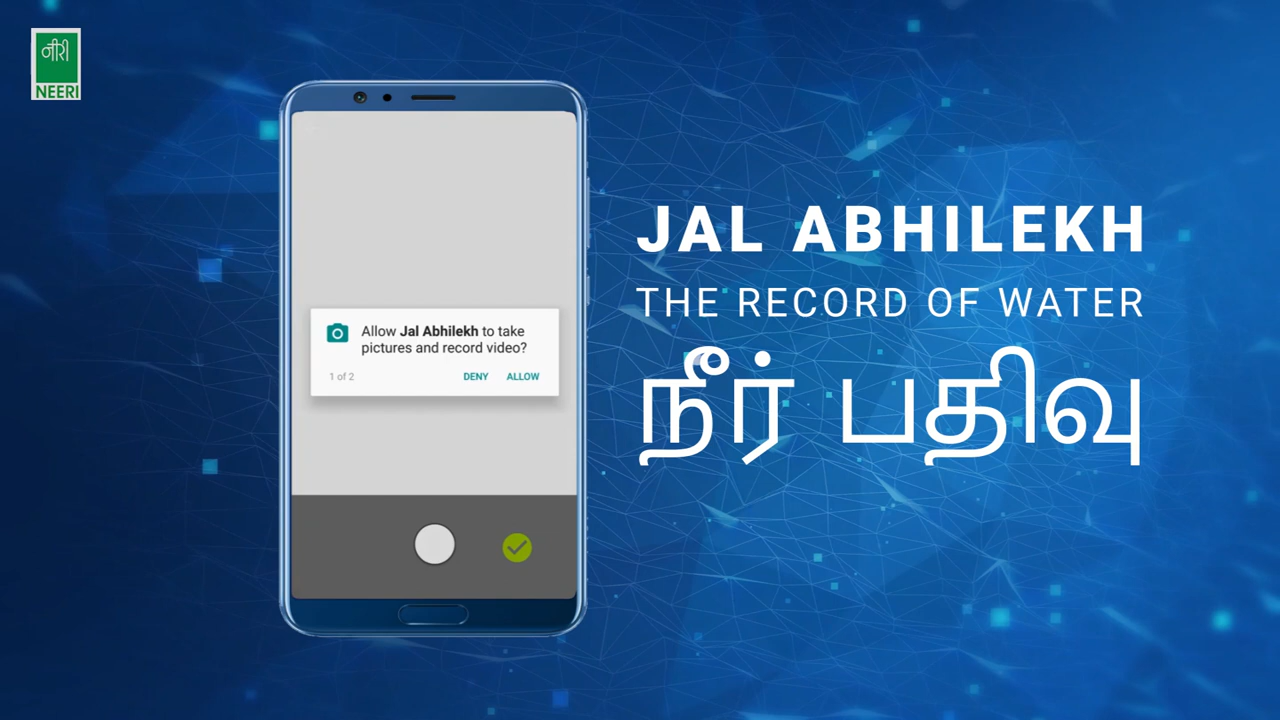 नीरी
NEERI
Allow Jal Abhilekh to take
pictures and record video?
1 of 2
DENY
ALLOW
JAL ABHILEKH
THE RECORD OF WATER
நீர் பதிவு